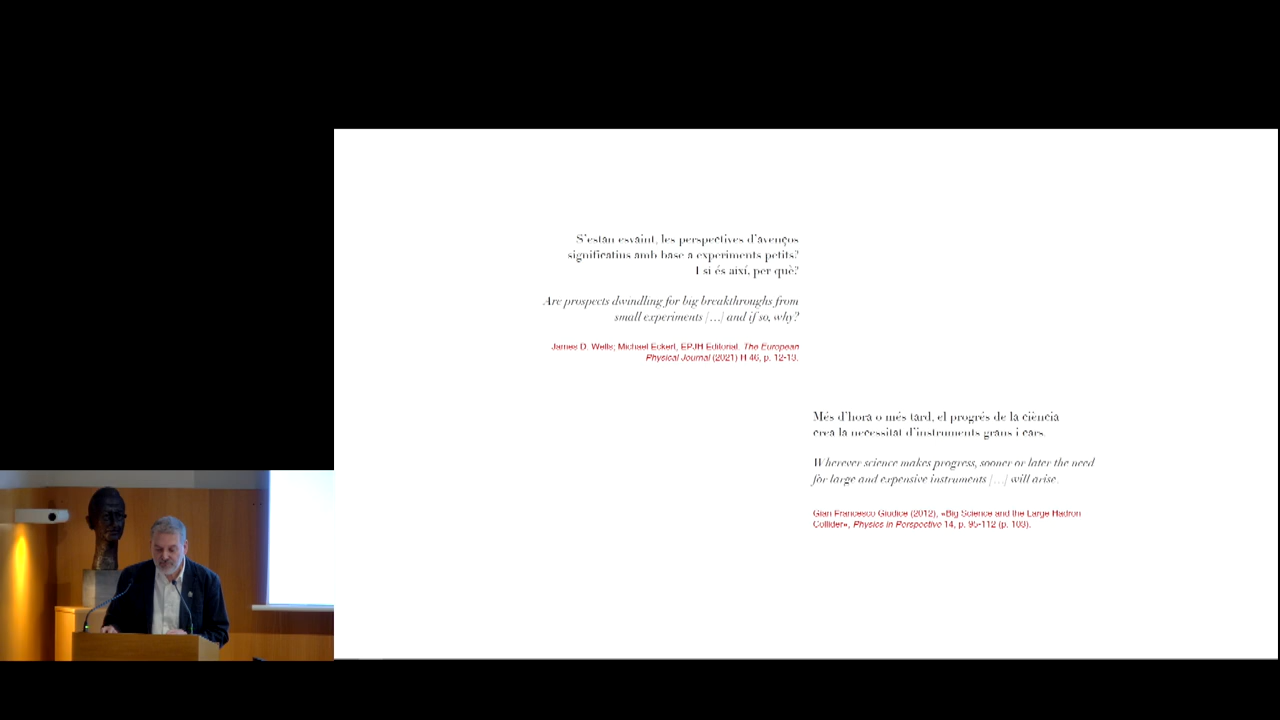 S'estan esvaint, les perspectives d'avenços
significatius amb base a experiments petits?
I si és així, per què?
Are prospects dwindling for big breakthroughs from
small experiments […] and if so, why?
James D. Wells; Michael Eckert, EPJH Editorial. The European
Physical Journal (2021) H 46, p. 12-13.
Més d'hora o més tard, el progrés de la ciència
crea la necessitat d'instruments grans i cars.
Wherever science makes progress, sooner or later the need
for large and expensive instruments […] will arise.
Gian Francesco Giudice (2012), «Big Science and the Large Hadron
Collider», Physics in Perspective 14, p. 95-112 (p. 103).